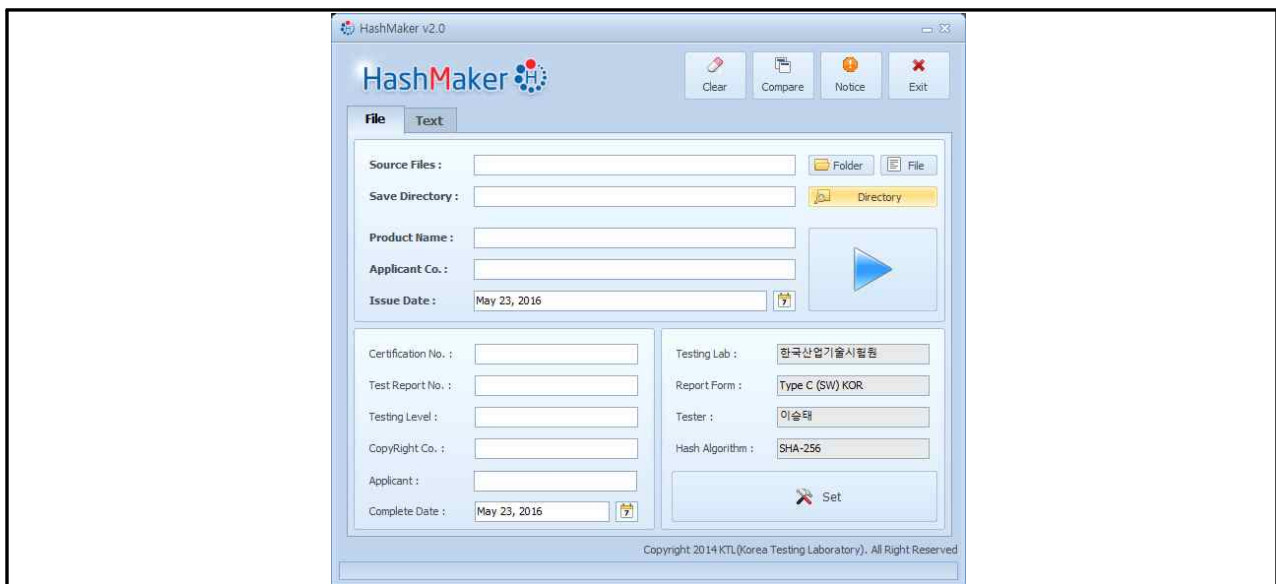 HashMaker v2.0
HashMaker H
Clear Compare Notice Exit
File Text
Source Files : Folder File
Save Directory : Directory
Product Name :
Applicant Co. :
Issue Date : May 23, 2016 7
Certification No. :
Test Report No. :
Testing Level :
CopyRight Co. :
Applicant :
Complete Date : May 23, 2016 7
Testing Lab : 한국산업기술시험원
Report Form : Type C (SW) KOR
Tester : 이승태
Hash Algorithm : SHA-256
Set
Copyright 2014 KTL(Korea Testing Laboratory). All Right Reserved